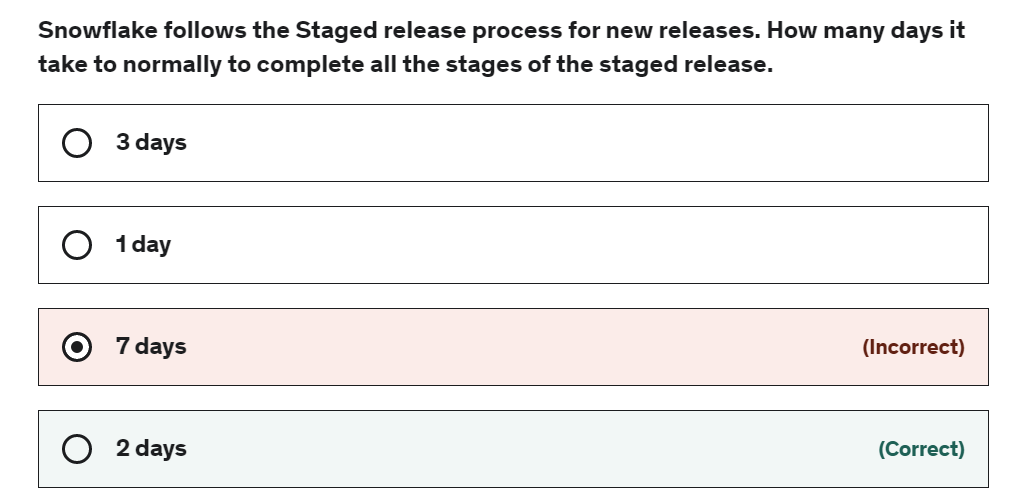 Snowflake follows the Staged release process for new releases. How many days it
take to normally to complete all the stages of the staged release.
3 days
1 day
7 days (Incorrect)
2 days (Correct)